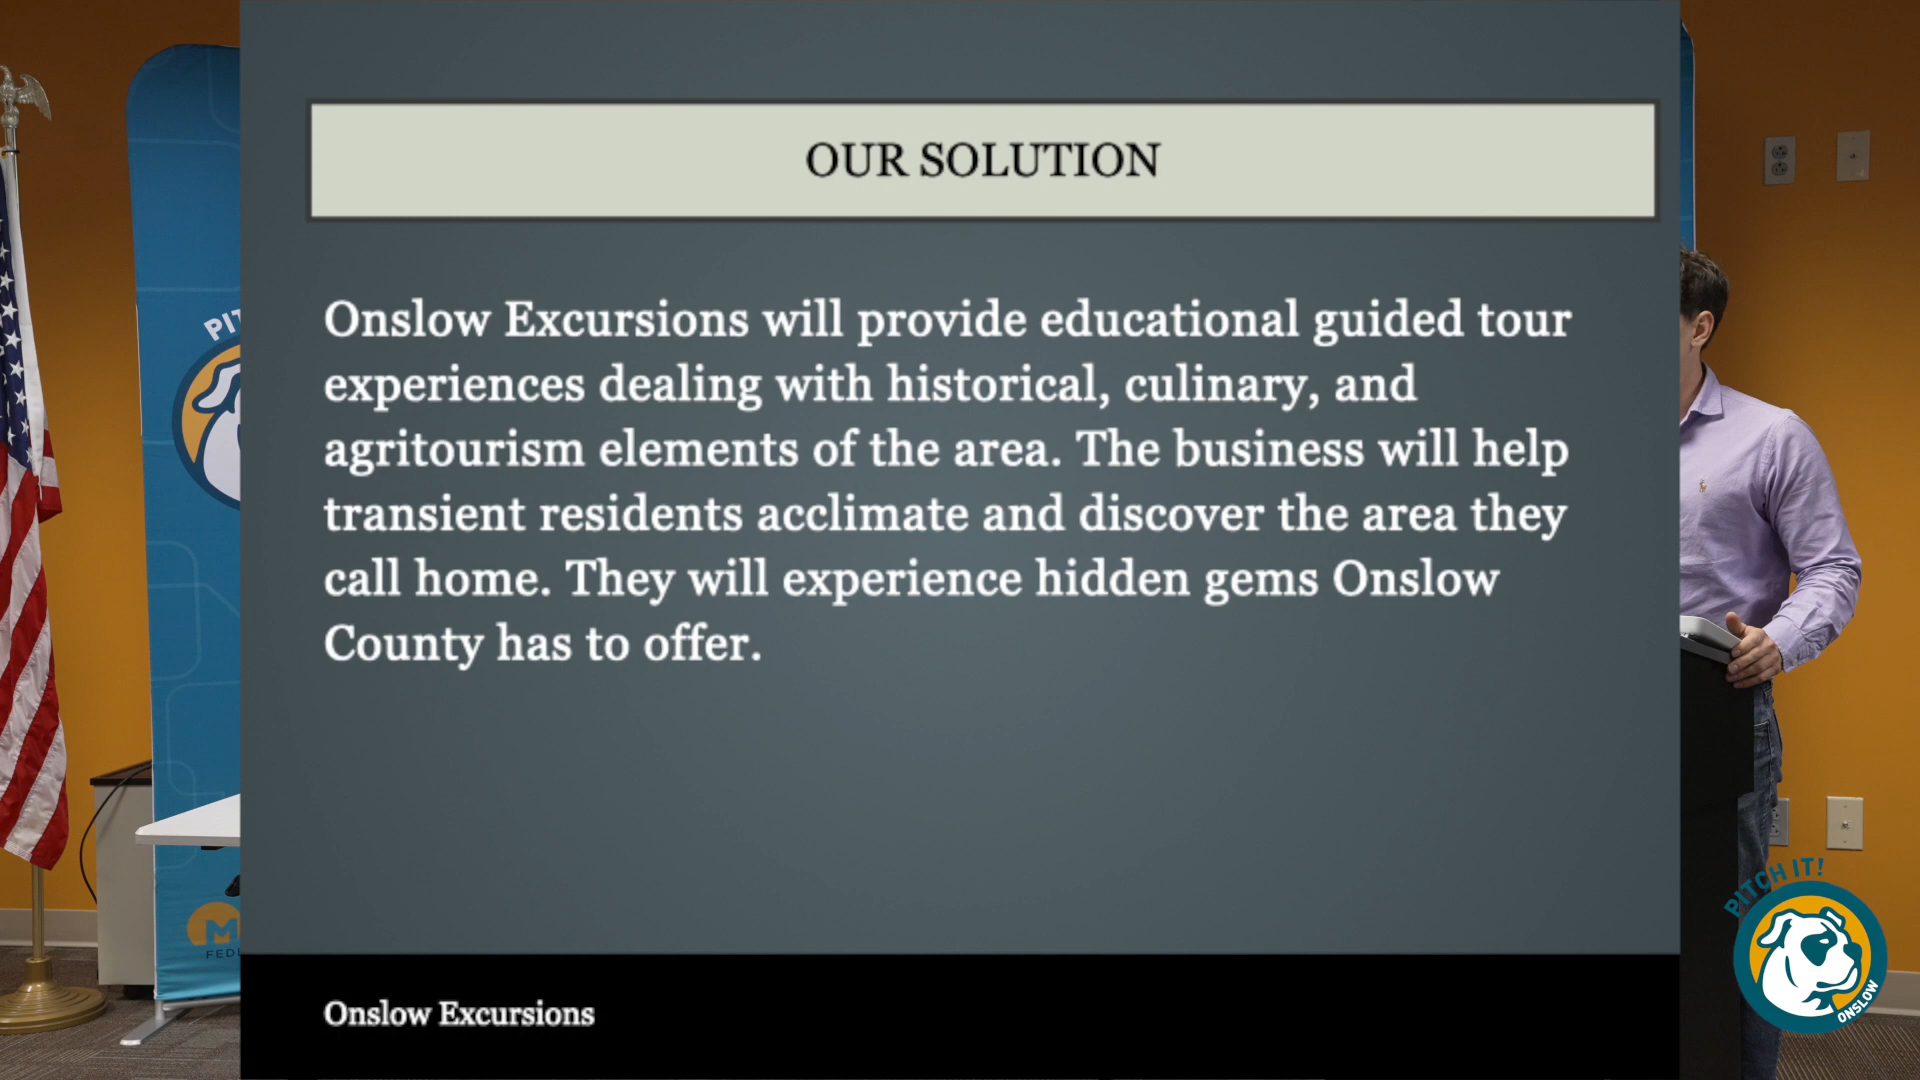 OUR SOLUTION
Onslow Excursions will provide educational guided tour
experiences dealing with historical, culinary, and
agritourism elements of the area. The business will help
transient residents acclimate and discover the area they
call home. They will experience hidden gems Onslow
County has to offer.
Onslow Excursions
PIT
M
FED
PITCH IT!
ONSLOW